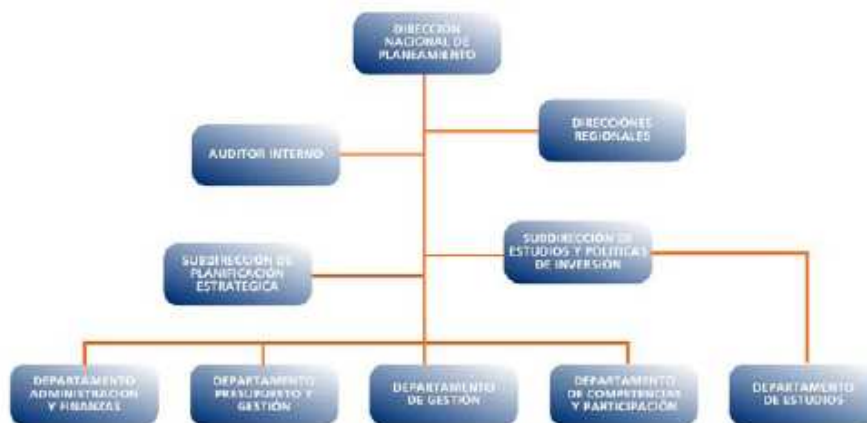 DIRECCIÓN
NACIONAL DE
PLANEAMIENTO
DIRECCIONES
REGIONALES
AUDITOR INTERNO
SUBDIRECCIÓN DE
ESTUDIOS Y POLÍTICAS
DE INVERSIÓN
SUBDIRECCIÓN DE
PLANIFICACIÓN
ESTRATÉGICA
DEPARTAMENTO
ADMINISTRACIÓN
Y FINANZAS
DEPARTAMENTO
PRESUPUESTO Y
GESTIÓN
DEPARTAMENTO
DE GESTIÓN
DEPARTAMENTO
DE COMPETENCIAS
Y PARTICIPACIÓN
DEPARTAMENTO
DE ESTUDIOS